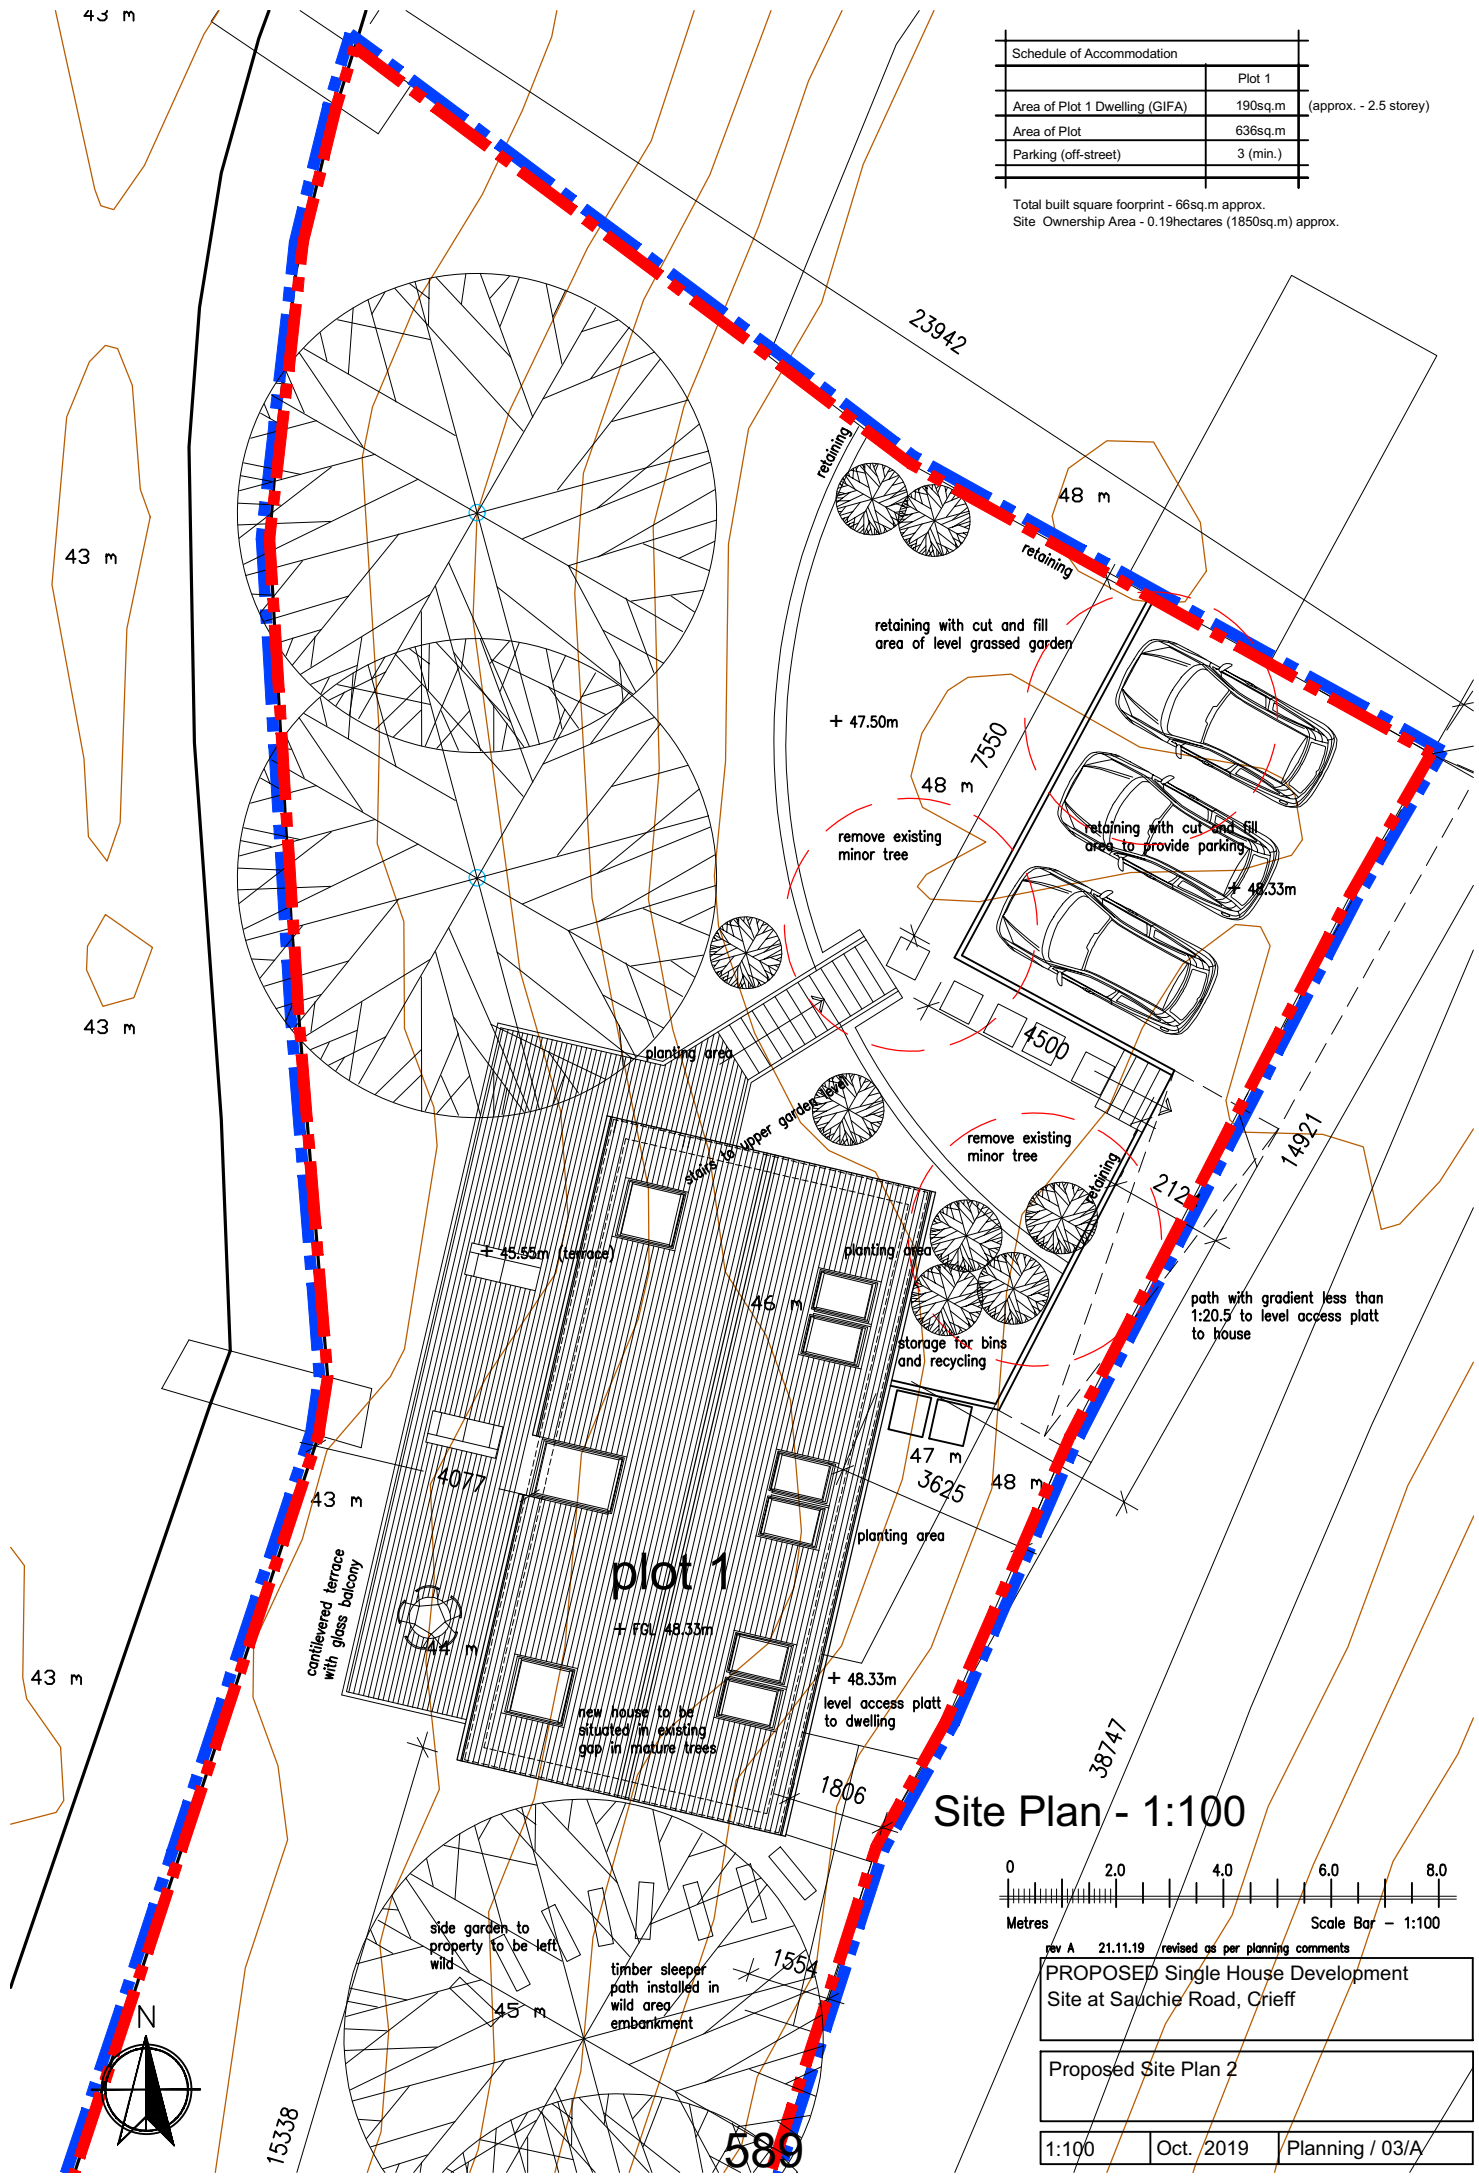 43 m
Schedule of Accommodation
Plot 1
Area of Plot 1 Dwelling (GIFA) 190sq.m (approx. - 2.5 storey)
Area of Plot 636sq.m
Parking (off-street) 3 (min.)
Total built square foorprint - 66sq.m approx.
Site Ownership Area - 0.19hectares (1850sq.m) approx.
23942
retaining
48 m
retaining
43 m
retaining with cut and fill
area of level grassed garden
47.50m
7550
48 m
remove existing
minor tree
retaining with cut and fill
area to provide parking
48.33m
43 m
4500
planting area
stairs to upper garden level
remove existing
minor tree
retaining
14921
planting area
45.55m (terrace)
46 m
path with gradient less than
1:20.5 to level access platt
to house
storage for bins
and recycling
47 m
4077
3625
48 m
43 m
planting area
cantilevered terrace
with glass balcony
plot 1
FGL 48.33m
44 m
43 m
48.33m
level access platt
to dwelling
new house to be
situated in existing
gap in mature trees
38747
1806
Site Plan - 1:100
0 2.0 4.0 6.0 8.0
Metres Scale Bar - 1:100
side garden to
property to be left
wild
timber sleeper
path installed in
wild area
embankment
1554
45 m
rev A 21.11.19 revised as per planning comments
PROPOSED Single House Development
Site at Sauchie Road, Crieff
N
Proposed Site Plan 2
15338
589
1:100 Oct. 2019 Planning / 03/A